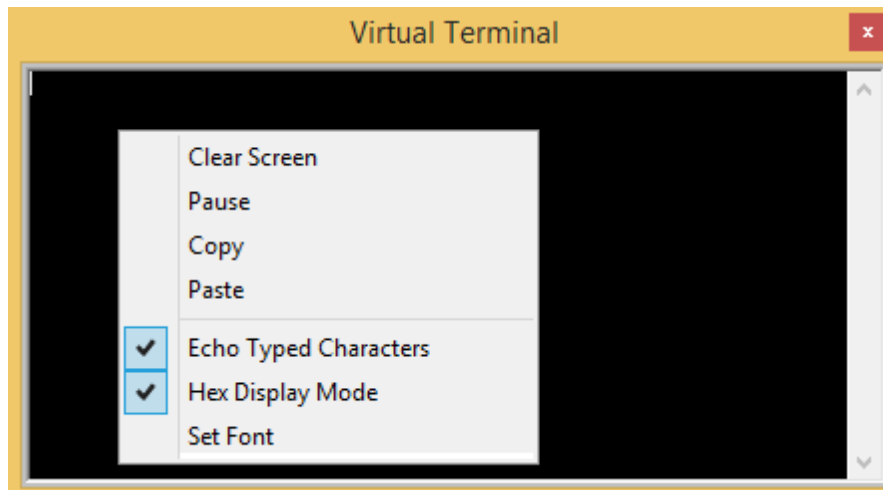 Virtual Terminal
x
Clear Screen
Pause
Copy
Paste
Echo Typed Characters
Hex Display Mode
Set Font